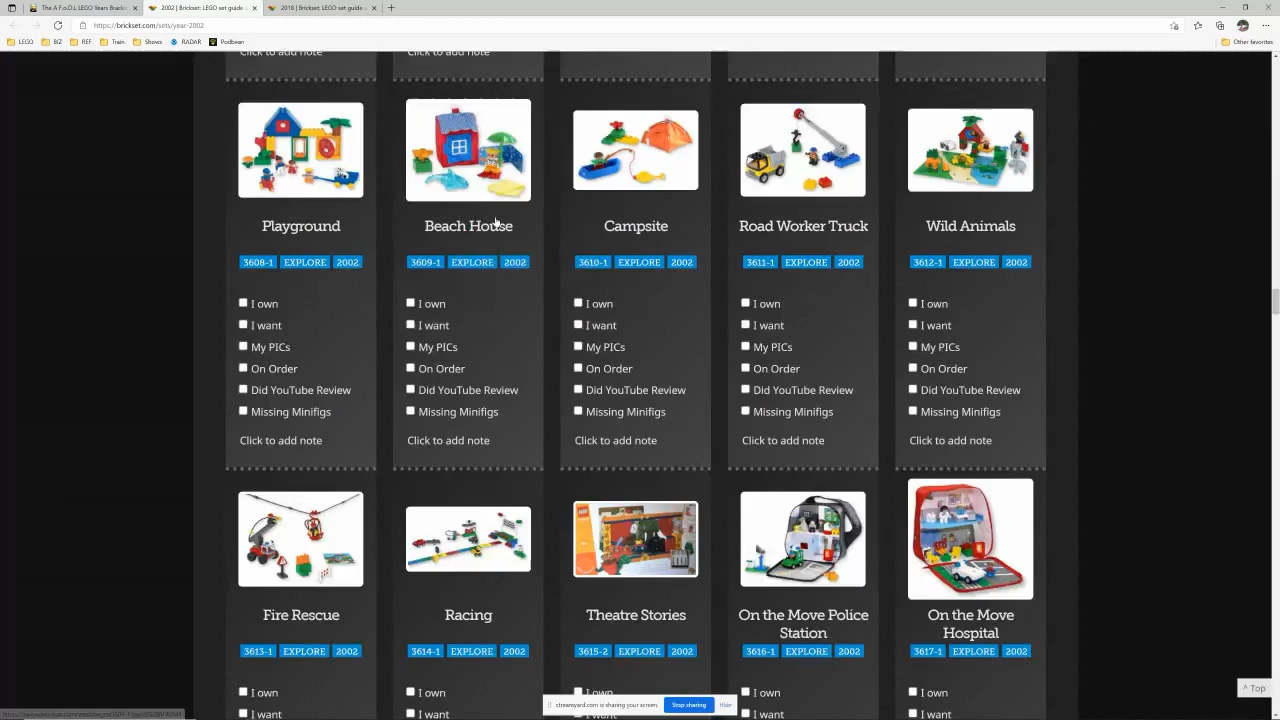 The A.F.o.O.L LEGO Years Bracke
2002 | Brickset: LEGO set guide
2018 | Brickset: LEGO set guide
https://brickset.com/sets/year-2002
LEGO BIZ REF Train Shows RADAR Podbean Other favorites
Click to add note Click to add note
Playground Beach House Campsite Road Worker Truck Wild Animals
3608-1 EXPLORE 2002 3609-1 EXPLORE 2002 3610-1 EXPLORE 2002 3611-1 EXPLORE 2002 3612-1 EXPLORE 2002
I own I own I own I own I own
I want I want I want I want I want
My PICs My PICs My PICs My PICs My PICs
On Order On Order On Order On Order On Order
Did YouTube Review Did YouTube Review Did YouTube Review Did YouTube Review Did YouTube Review
Missing Minifigs Missing Minifigs Missing Minifigs Missing Minifigs Missing Minifigs
Click to add note Click to add note Click to add note Click to add note Click to add note
Fire Rescue Racing Theatre Stories On the Move Police On the Move
Station Hospital
3613-1 EXPLORE 2002 3614-1 EXPLORE 2002 3615-2 EXPLORE 2002 3616-1 EXPLORE 2002 3617-1 EXPLORE 2002
^ Top
I own I own I own I own I own
streamyard.com is sharing your screen. Stop sharing Hide
I want I want I want I want